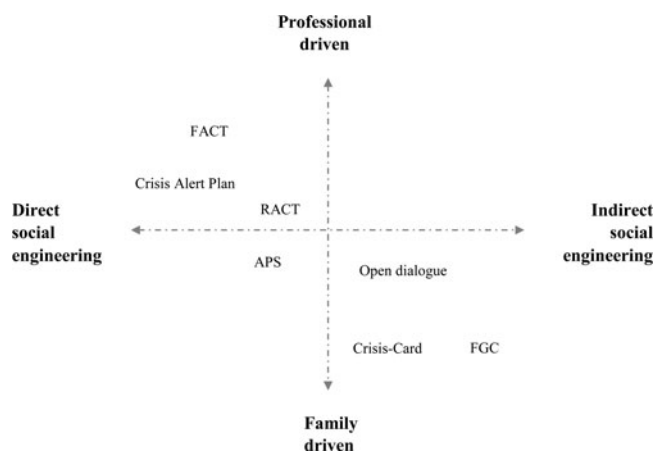 Professional
driven
FACT
Crisis Alert Plan
RACT
Direct
social
engineering
Indirect
social
engineering
APS
Open dialogue
Crisis-Card
FGC
Family
driven